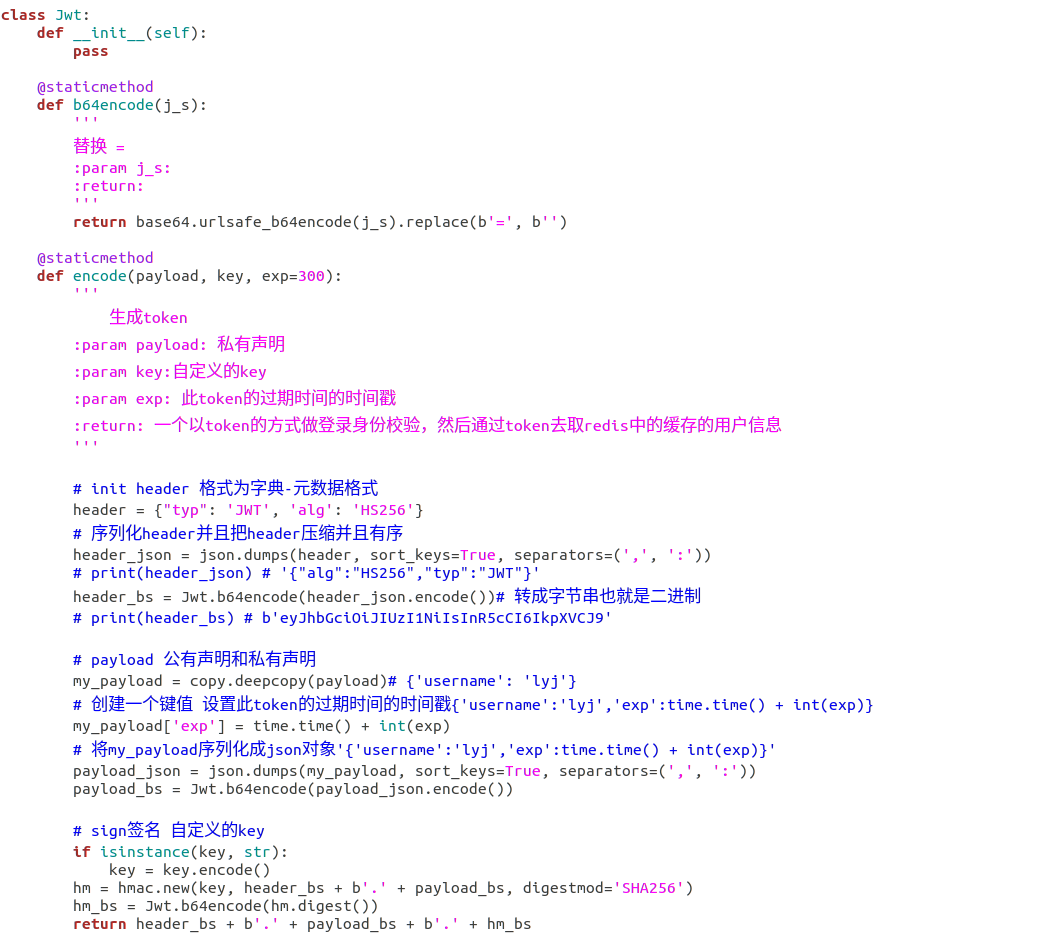 class Jwt:
    def __init__(self):
        pass

    @staticmethod
    def b64encode(j_s):
        '''
        替换 =
        :param j_s:
        :return:
        '''
        return base64.urlsafe_b64encode(j_s).replace(b'=', b'')

    @staticmethod
    def encode(payload, key, exp=300):
        '''
            生成token
        :param payload: 私有声明
        :param key:自定义的key
        :param exp: 此token的过期时间的时间戳
        :return: 一个以token的方式做登录身份校验，然后通过token去取redis中的缓存的用户信息
        '''

        # init header 格式为字典-元数据格式
        header = {"typ": 'JWT', 'alg': 'HS256'}
        # 序列化header并且把header压缩并且有序
        header_json = json.dumps(header, sort_keys=True, separators=(',', ':'))
        # print(header_json) # '{"alg":"HS256","typ":"JWT"}'
        header_bs = Jwt.b64encode(header_json.encode())# 转成字节串也就是二进制
        # print(header_bs) # b'eyJhbGciOiJIUzI1NiIsInR5cCI6IkpXVCJ9'

        # payload 公有声明和私有声明
        my_payload = copy.deepcopy(payload)# {'username': 'lyj'}
        # 创建一个键值 设置此token的过期时间的时间戳{'username':'lyj','exp':time.time() + int(exp)}
        my_payload['exp'] = time.time() + int(exp)
        # 将my_payload序列化成json对象'{'username':'lyj','exp':time.time() + int(exp)}'
        payload_json = json.dumps(my_payload, sort_keys=True, separators=(',', ':'))
        payload_bs = Jwt.b64encode(payload_json.encode())

        # sign签名 自定义的key
        if isinstance(key, str):
            key = key.encode()
        hm = hmac.new(key, header_bs + b'.' + payload_bs, digestmod='SHA256')
        hm_bs = Jwt.b64encode(hm.digest())
        return header_bs + b'.' + payload_bs + b'.' + hm_bs